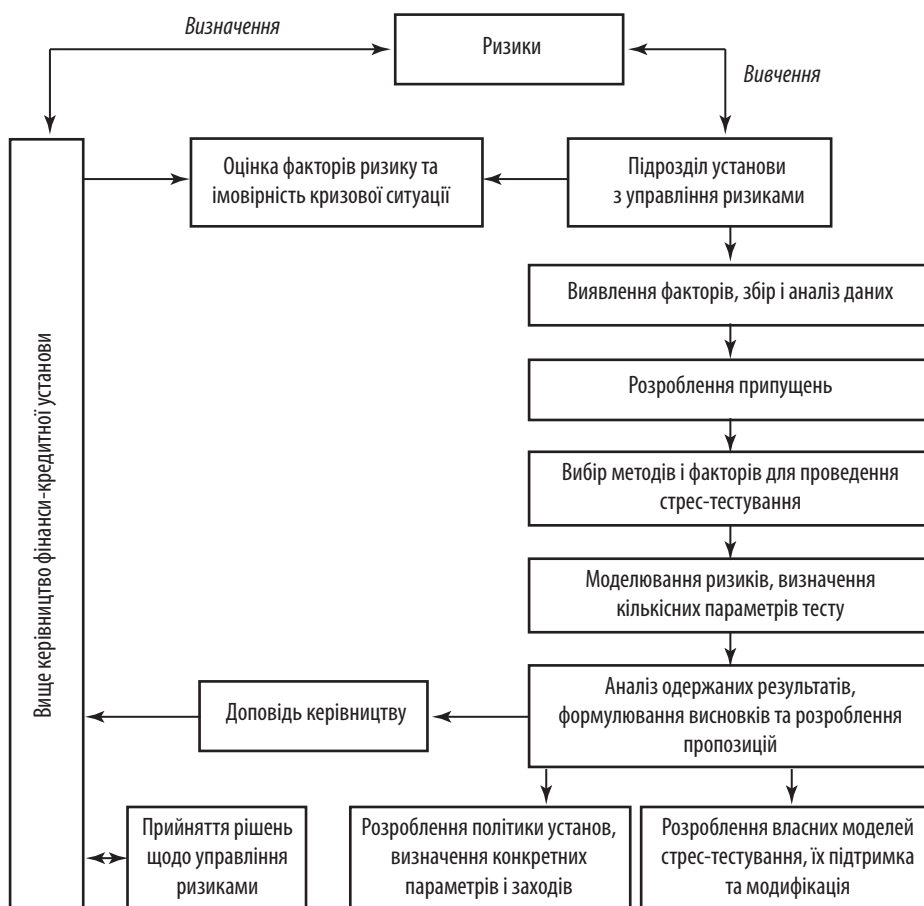 Визначення
Ризики
Вивчення
Оцінка факторів ризику та
імовірність кризової ситуації
Підрозділ установи
з управління ризиками
Виявлення факторів, збір і аналіз даних
Розроблення припущень
Вибір методів і факторів для проведення
стрес-тестування
Моделювання ризиків, визначення
кількісних параметрів тесту
Вище керівництво фінанси-кредитної установи
Доповідь керівництву
Аналіз одержаних результатів,
формулювання висновків та розроблення
пропозицій
Прийняття рішень
щодо управління
ризиками
Розроблення політики установ,
визначення конкретних
параметрів і заходів
Розроблення власних моделей
стрес-тестування, їх підтримка
та модифікація